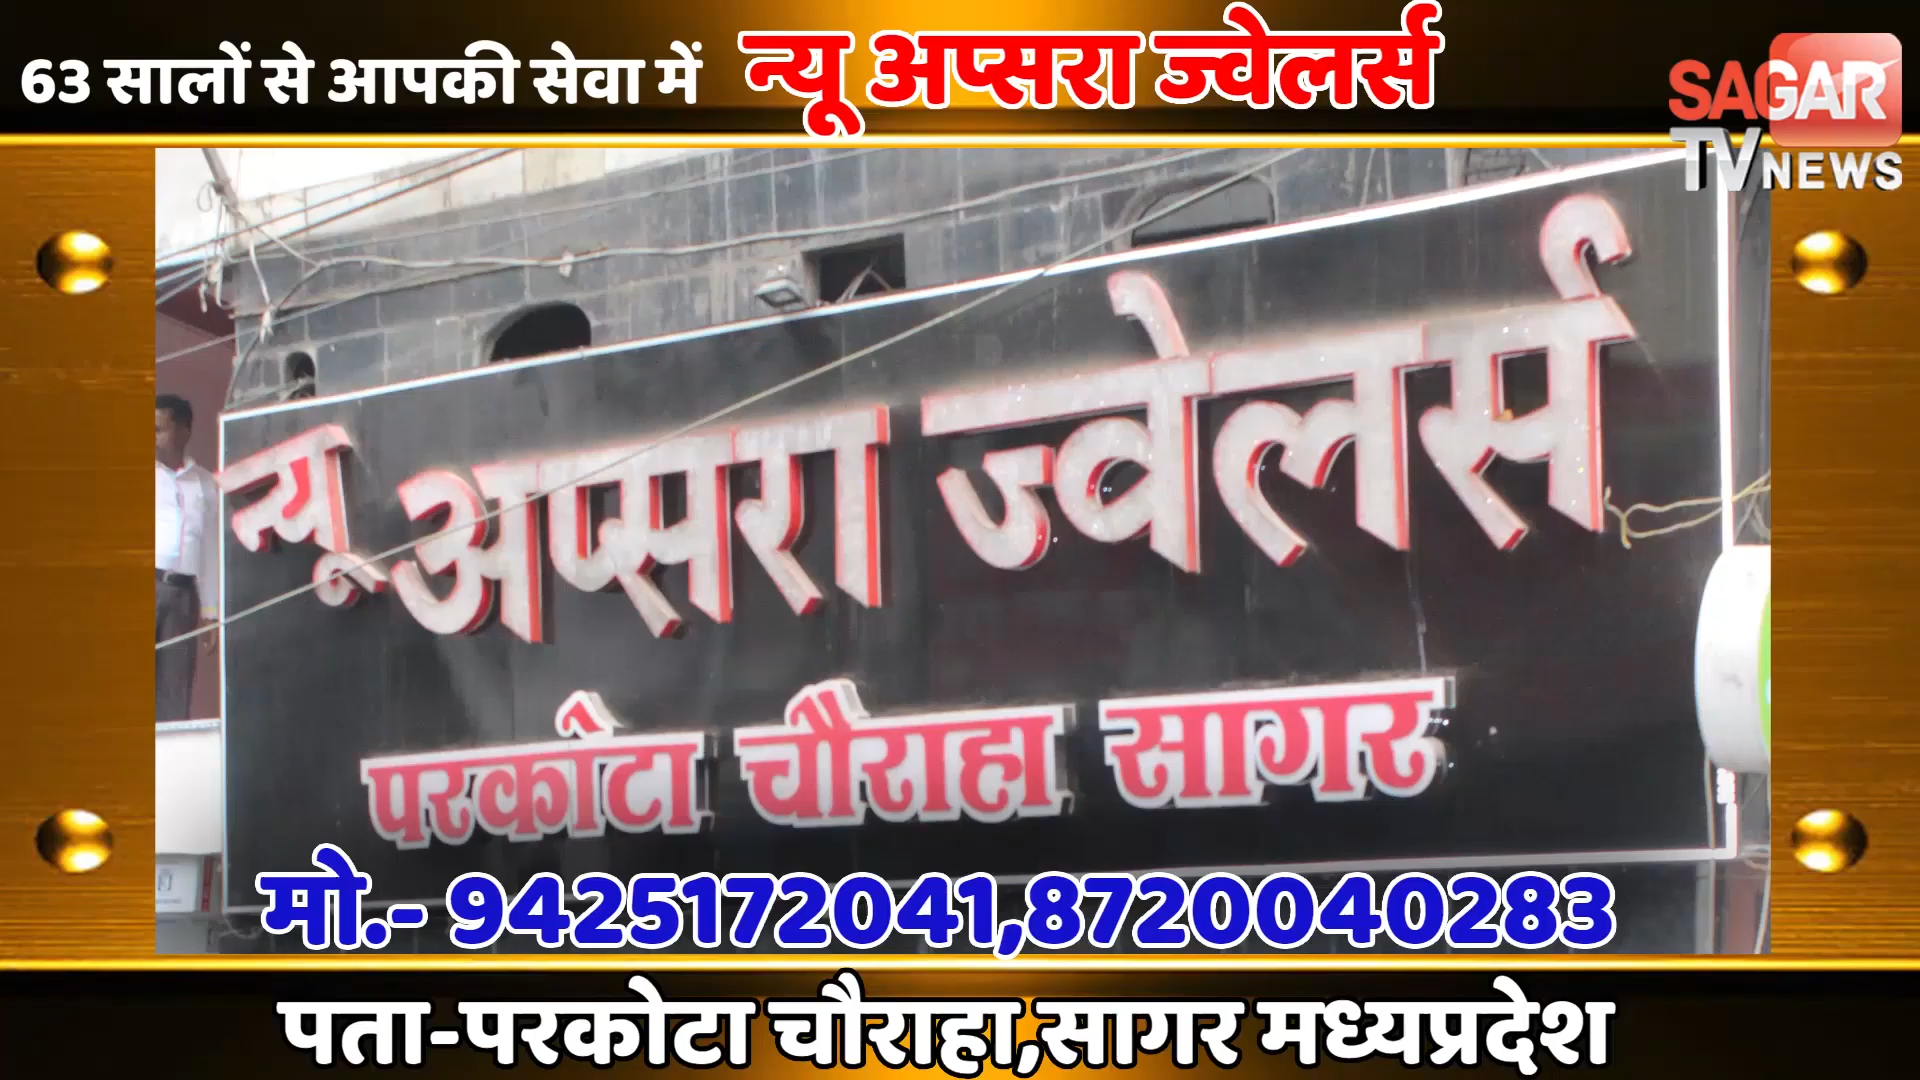 63 सालों से आपकी सेवा में न्यू अप्सरा ज्वेलर्स
SAGAR
TV NEWS
न्यू अप्सरा ज्वेलर्स
परकोटा चौराहा सागर
मो.- 9425172041,8720040283
पता-परकोटा चौराहा,सागर मध्यप्रदेश